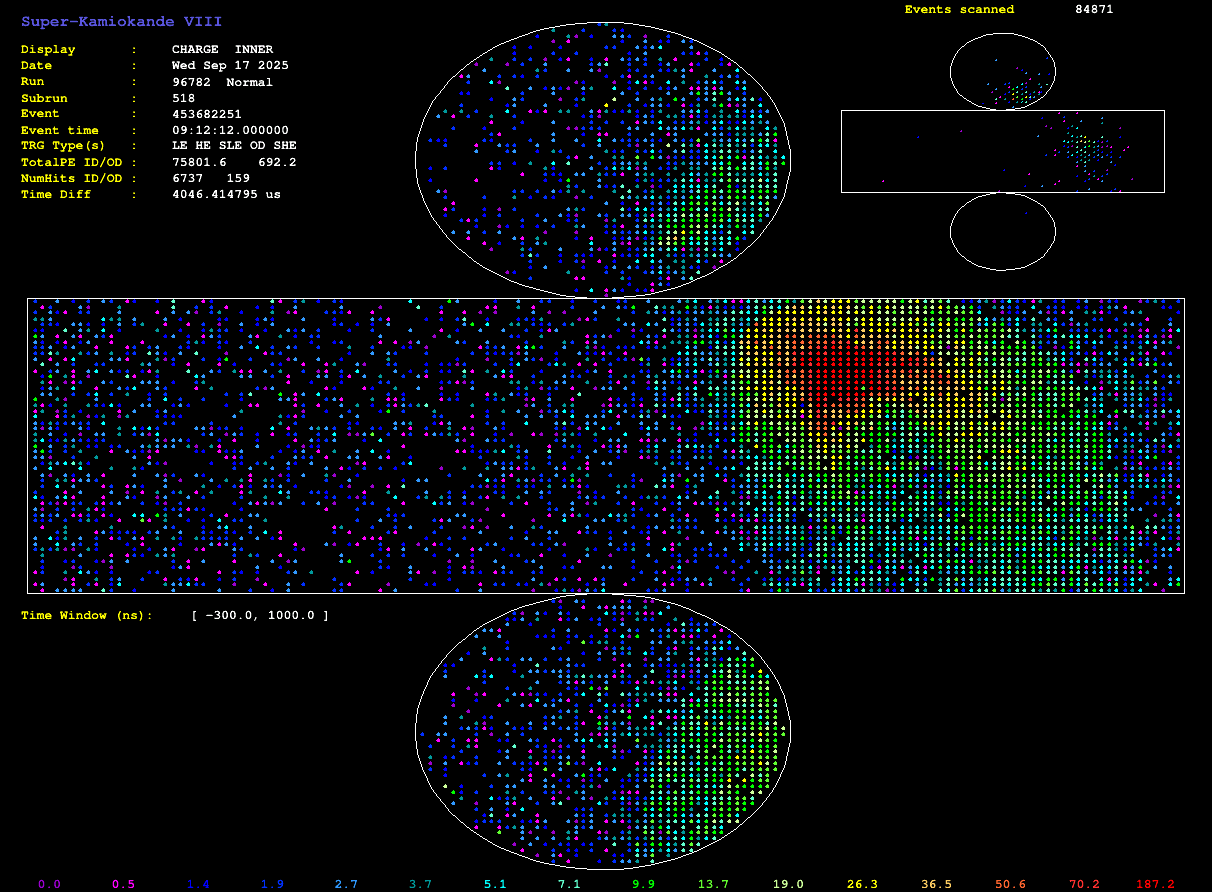 Super-Kamiokande VIII
Events scanned 84871
Display : CHARGE INNER
Date : Wed Sep 17 2025
Run : 96782 Normal
Subrun : 518
Event : 453682251
Event time : 09:12:12.000000
TRG Type(s) : LE HE SLE OD SHE
TotalPE ID/OD : 75801.6 692.2
NumHits ID/OD : 6737 159
Time Diff : 4046.414795 us
Time Window (ns): [ -300.0, 1000.0 ]
0.0 0.5 1.4 1.9 2.7 3.7 5.1 7.1 9.9 13.7 19.0 26.3 36.5 50.6 70.2 187.2